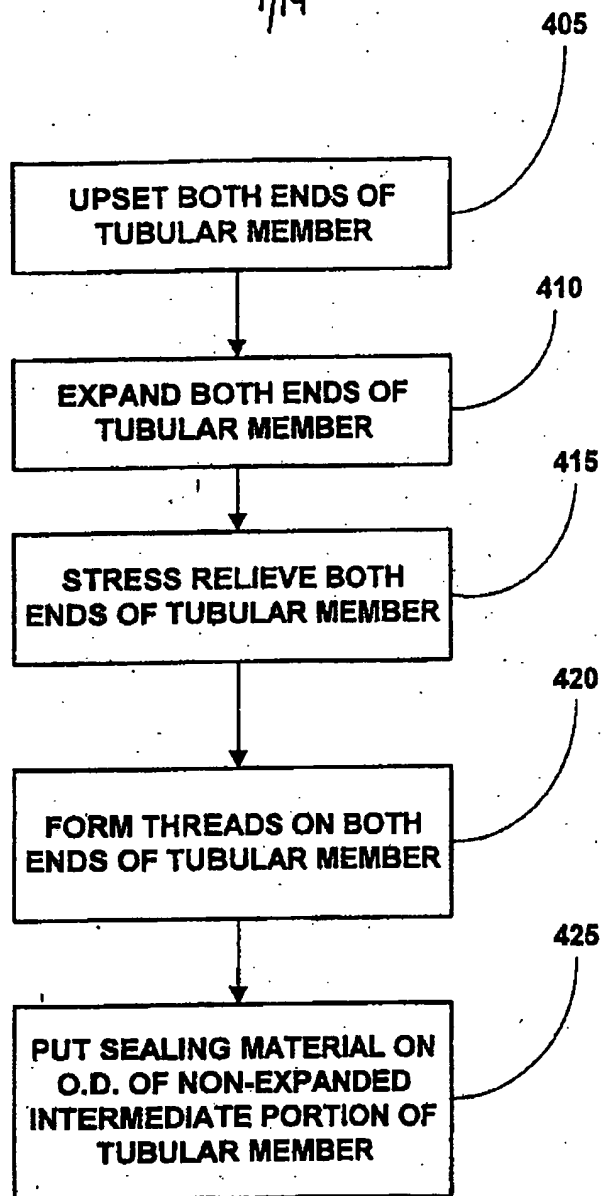 1/14
405
UPSET BOTH ENDS OF
TUBULAR MEMBER
410
EXPAND BOTH ENDS OF
TUBULAR MEMBER
415
STRESS RELIEVE BOTH
ENDS OF TUBULAR MEMBER
420
FORM THREADS ON BOTH
ENDS OF TUBULAR MEMBER
425
PUT SEALING MATERIAL ON
O.D. OF NON-EXPANDED
INTERMEDIATE PORTION OF
TUBULAR MEMBER